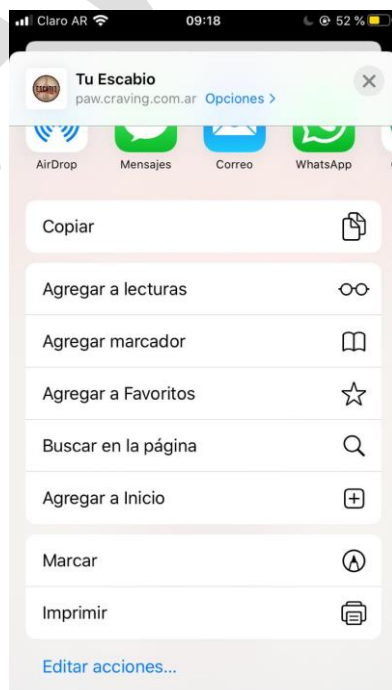 Claro AR 09:18 52 %
Tu Escabio
paw.craving.com.ar Opciones >
AirDrop Mensajes Correo WhatsApp
Copiar
Agregar a lecturas
Agregar marcador
Agregar a Favoritos
Buscar en la página
Agregar a Inicio
Marcar
Imprimir
Editar acciones...